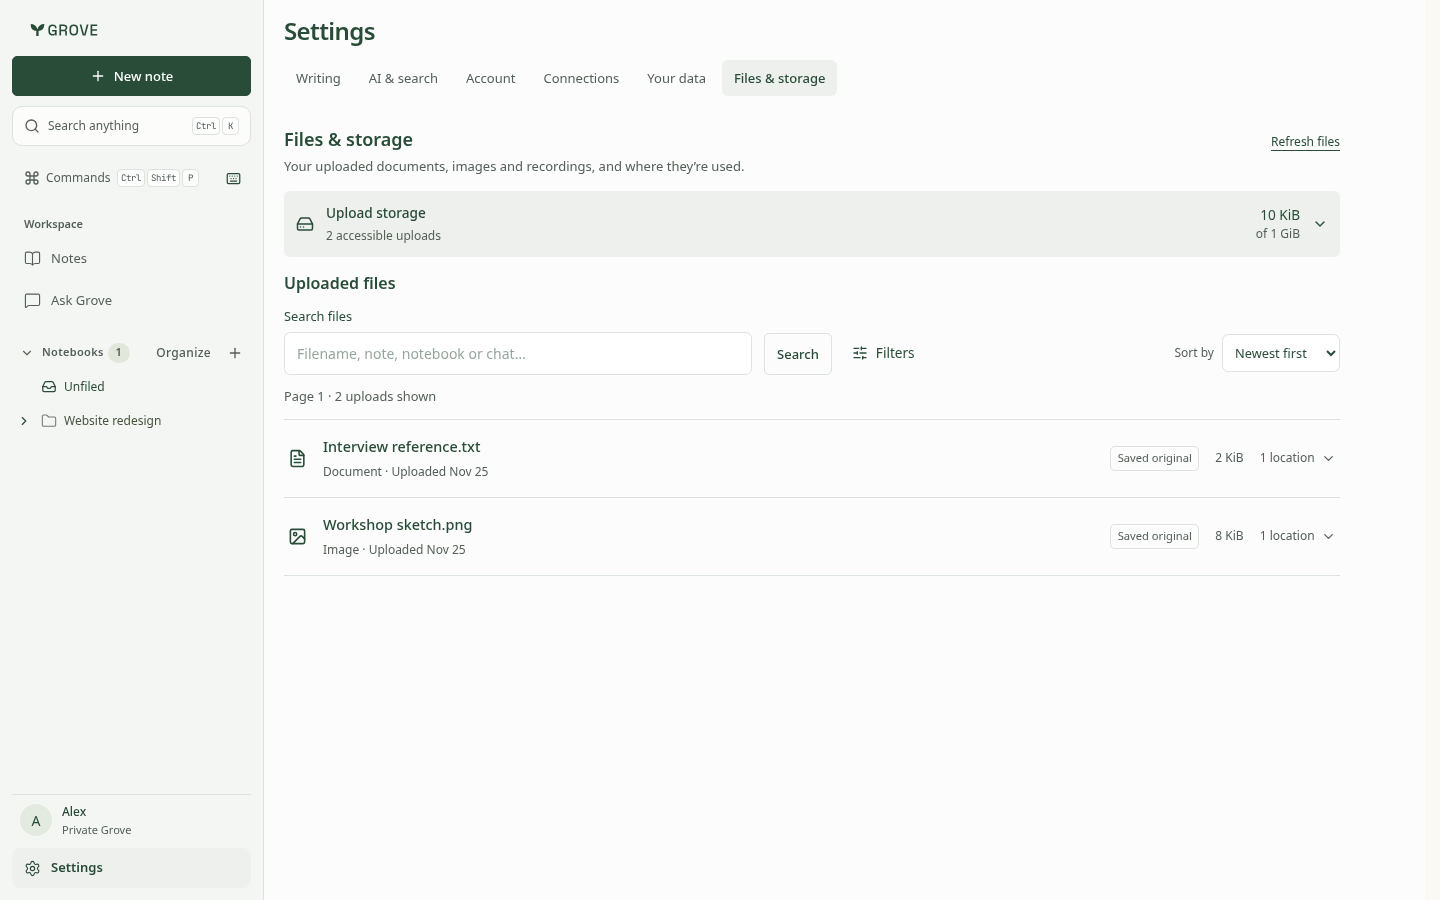 GROVE
New note
Search anything Ctrl K
Commands Ctrl Shift P
Workspace
Notes
Ask Grove
Notebooks 1 Organize
Unfiled
Website redesign
A
Alex
Private Grove
Settings
Settings
Writing AI & search Account Connections Your data Files & storage
Files & storage
Refresh files
Your uploaded documents, images and recordings, and where they're used.
Upload storage
2 accessible uploads
10 KiB
of 1 GiB
Uploaded files
Search files
Filename, note, notebook or chat... Search Filters Sort by Newest first
Page 1 · 2 uploads shown
Interview reference.txt
Document · Uploaded Nov 25
Saved original 2 KiB 1 location
Workshop sketch.png
Image · Uploaded Nov 25
Saved original 8 KiB 1 location